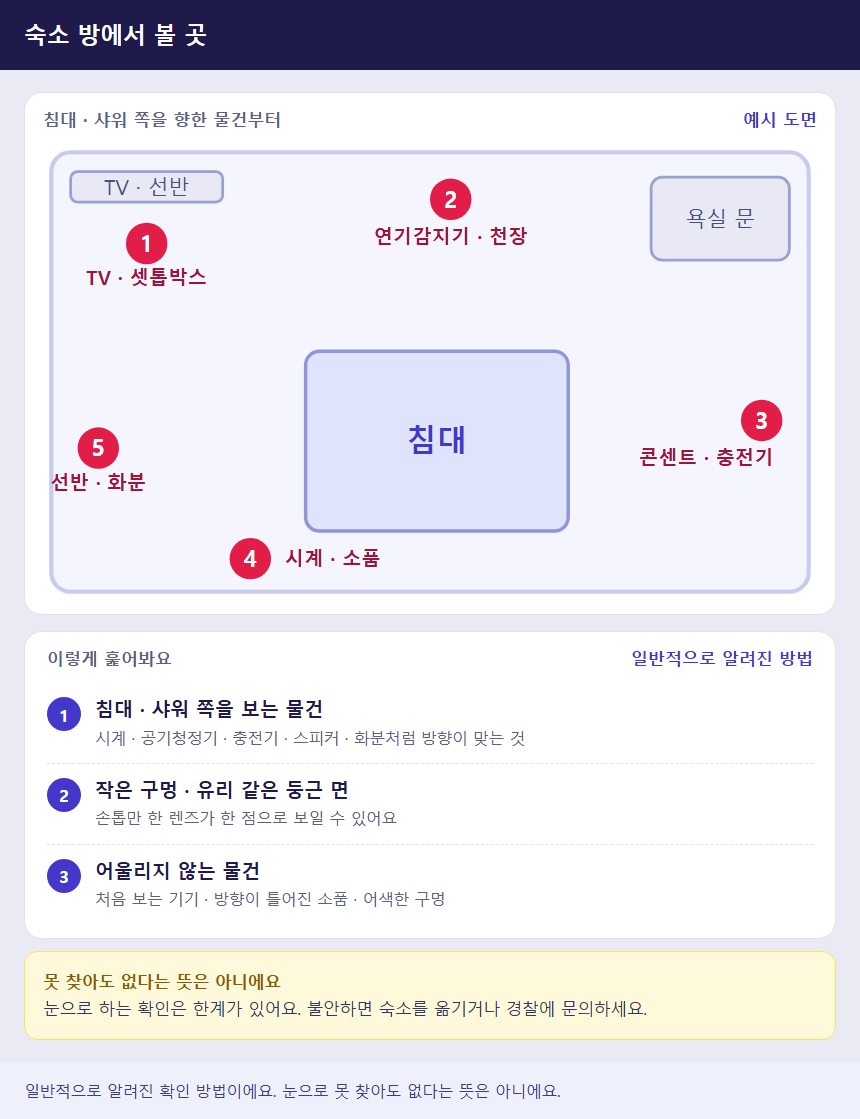 숙소 방에서 볼 곳
침대 · 샤워 쪽을 향한 물건부터
예시 도면
TV · 선반
욕실 문
1
TV · 셋톱박스
2
연기감지기 · 천장
침대
3
콘센트 · 충전기
5
선반 · 화분
4
시계 · 소품
이렇게 훑어봐요
일반적으로 알려진 방법
1
침대 · 샤워 쪽을 보는 물건
시계 · 공기청정기 · 충전기 · 스피커 · 화분처럼 방향이 맞는 것
2
작은 구멍 · 유리 같은 둥근 면
손톱만 한 렌즈가 한 점으로 보일 수 있어요
3
어울리지 않는 물건
처음 보는 기기 · 방향이 틀어진 소품 · 어색한 구멍
못 찾아도 없다는 뜻은 아니에요
눈으로 하는 확인은 한계가 있어요. 불안하면 숙소를 옮기거나 경찰에 문의하세요.
일반적으로 알려진 확인 방법이에요. 눈으로 못 찾아도 없다는 뜻은 아니에요.